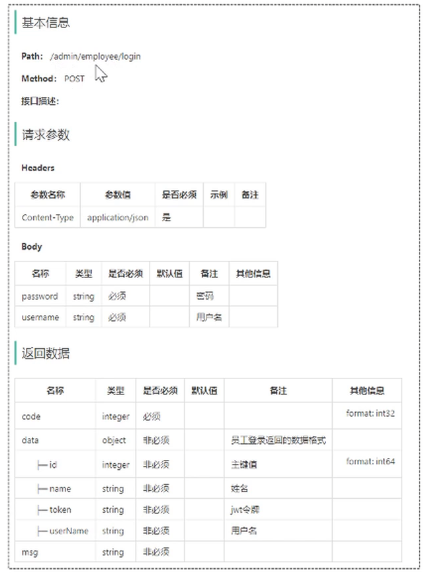 基本信息
Path: /admin/employee/login
Method: POST
接口描述:
请求参数
Headers
参数名称 参数值 是否必须 示例 备注
Content-Type application/json 是
Body
名称 类型 是否必须 默认值 备注 其他信息
password string 必须 密码
username string 必须 用户名
返回数据
名称 类型 是否必须 默认值 备注 其他信息
code integer 必须 format: int32
data object 非必须 员工登录返回的数据格式
├─ id integer 非必须 主键值 format: int64
├─ name string 非必须 姓名
├─ token string 非必须 jwt令牌
├─ userName string 非必须 用户名
msg string 非必须